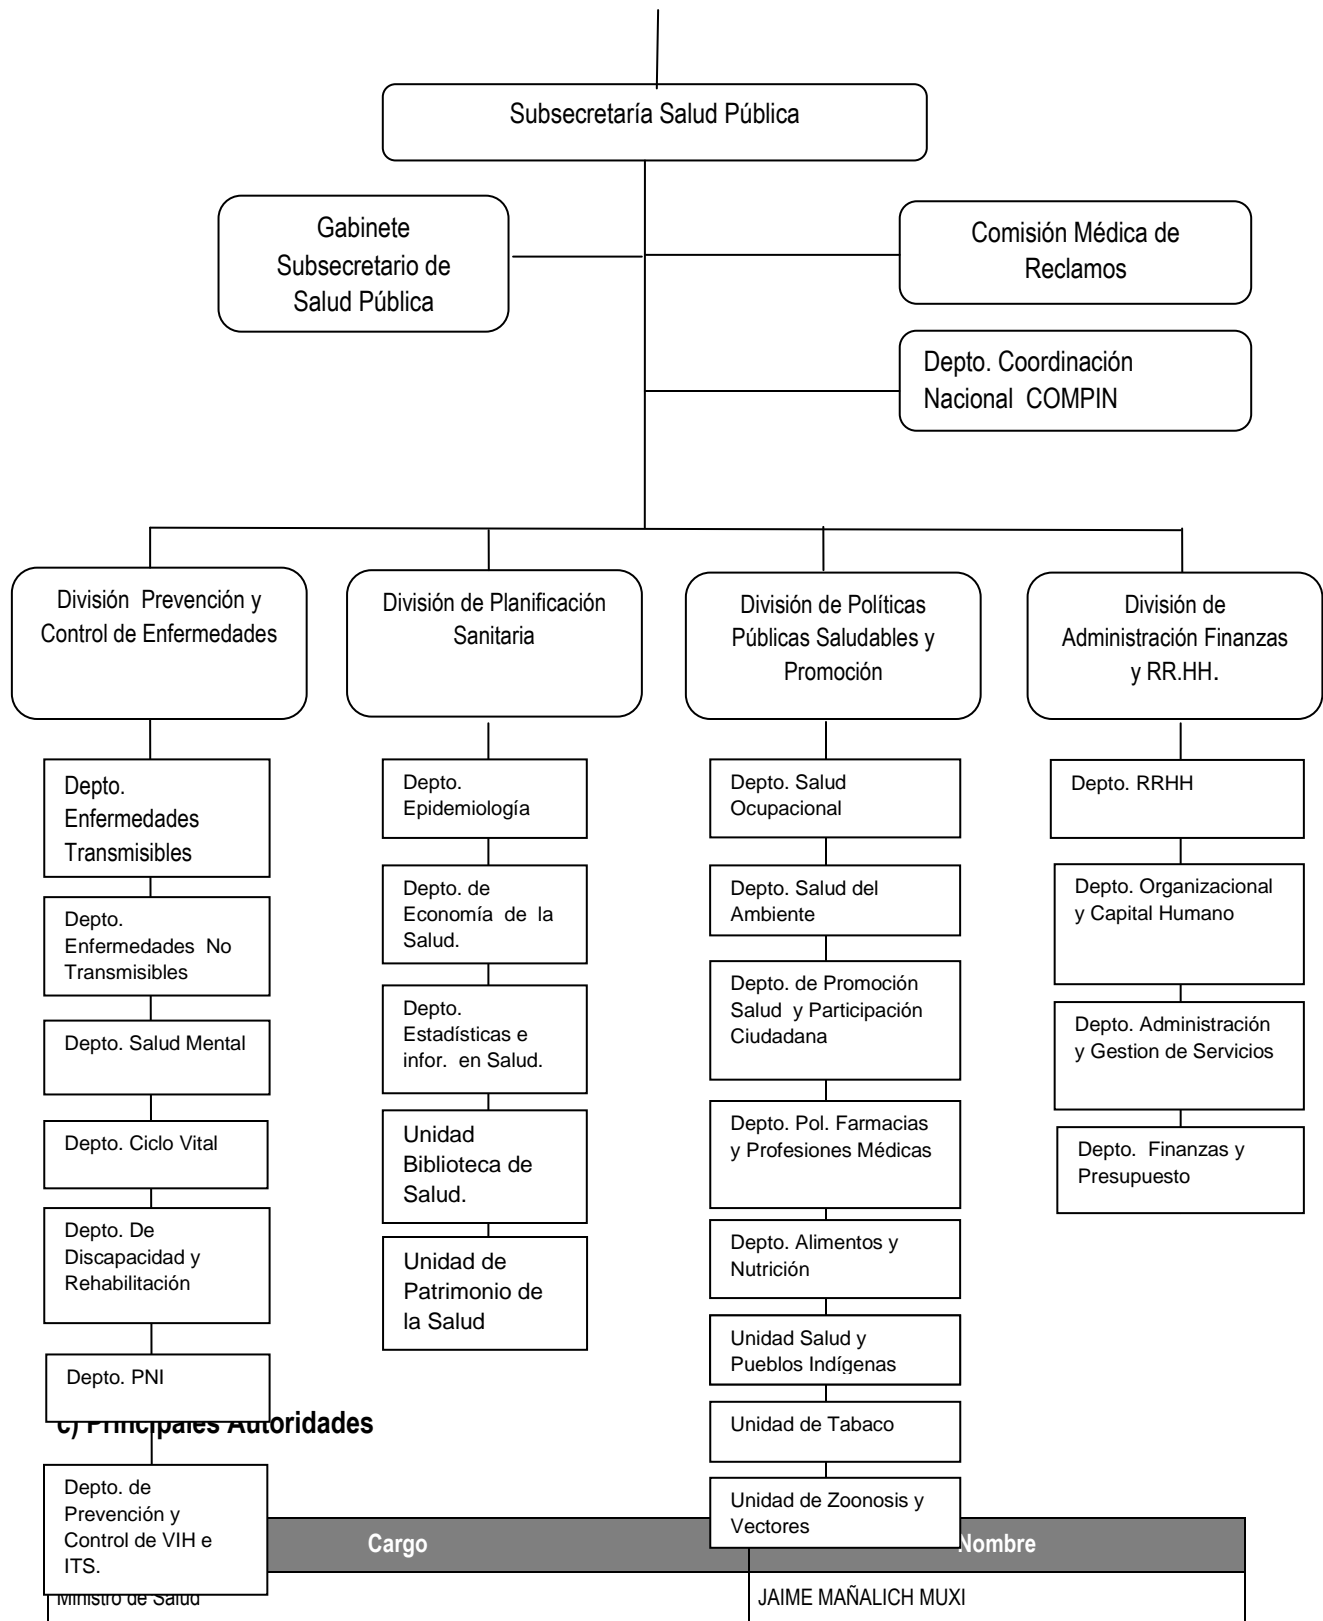 Subsecretaría Salud Pública
Gabinete
Subsecretario de
Salud Pública
Comisión Médica de
Reclamos
Depto. Coordinación
Nacional COMPIN
División Prevención y
Control de Enfermedades
División de Planificación
Sanitaria
División de Políticas
Públicas Saludables y
Promoción
División de
Administración Finanzas
y RR.HH.
Depto.
Enfermedades
Transmisibles
Depto.
Enfermedades No
Transmisibles
Depto. Salud Mental
Depto. Ciclo Vital
Depto. De
Discapacidad y
Rehabilitación
Depto. PNI
Depto. de
Prevención y
Control de VIH e
ITS.
Depto.
Epidemiología
Depto. de
Economía de la
Salud.
Depto.
Estadísticas e
infor. en Salud.
Unidad
Biblioteca de
Salud.
Unidad de
Patrimonio de
la Salud
Depto. Salud
Ocupacional
Depto. Salud del
Ambiente
Depto. de Promoción
Salud y Participación
Ciudadana
Depto. Pol. Farmacias
y Profesiones Médicas
Depto. Alimentos y
Nutrición
Unidad Salud y
Pueblos Indígenas
Unidad de Tabaco
Unidad de Zoonosis y
Vectores
Depto. RRHH
Depto. Organizacional
y Capital Humano
Depto. Administración
y Gestion de Servicios
Depto. Finanzas y
Presupuesto
c) Principales Autoridades
Cargo
Nombre
Ministro de Salud
JAIME MAÑALICH MUXI